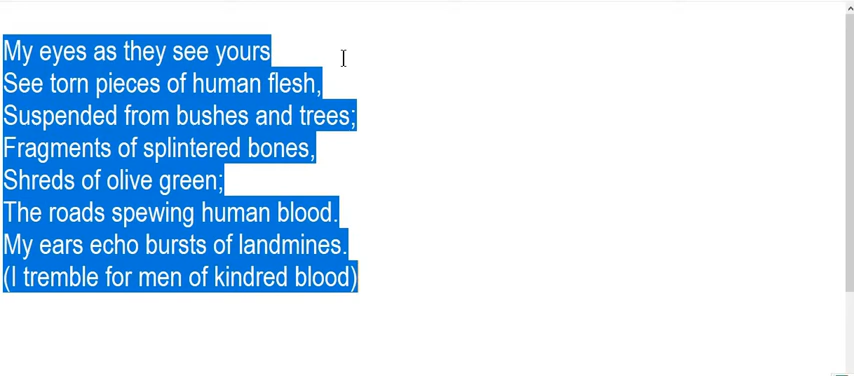 My eyes as they see yours
See torn pieces of human flesh,
Suspended from bushes and trees;
Fragments of splintered bones,
Shreds of olive green;
The roads spewing human blood.
My ears echo bursts of landmines.
(I tremble for men of kindred blood)